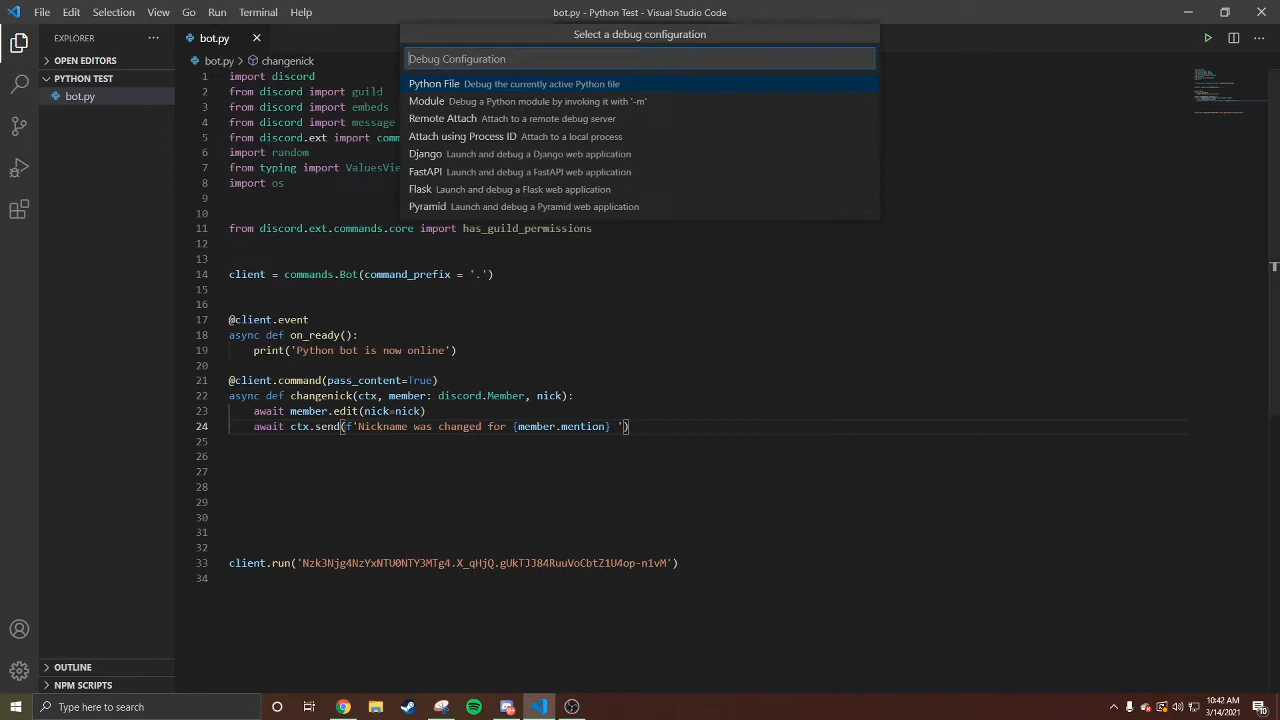 File Edit Selection View Go Run Terminal Help
bot.py - Python Test - Visual Studio Code
EXPLORER
OPEN EDITORS
PYTHON TEST
bot.py
OUTLINE
NPM SCRIPTS
bot.py
bot.py > changenick
Select a debug configuration
Debug Configuration
Python File Debug the currently active Python file
Module Debug a Python module by invoking it with '-m'
Remote Attach Attach to a remote debug server
Attach using Process ID Attach to a local process
Django Launch and debug a Django web application
FastAPI Launch and debug a FastAPI web application
Flask Launch and debug a Flask web application
Pyramid Launch and debug a Pyramid web application
1 import discord
2 from discord import guild
3 from discord import embeds
4 from discord import message
5 from discord.ext import comm
6 import random
7 from typing import ValuesVie
8 import os
9
10
11 from discord.ext.commands.core import has_guild_permissions
12
13
14 client = commands.Bot(command_prefix = '.')
15
16
17 @client.event
18 async def on_ready():
19 print('Python bot is now online')
20
21 @client.command(pass_content=True)
22 async def changenick(ctx, member: discord.Member, nick):
23 await member.edit(nick=nick)
24 await ctx.send(f'Nickname was changed for {member.mention} ')
25
26
27
28
29
30
31
32
33 client.run('Nzk3Njg4NzYxNTU0NTY3MTg4.X_qHjQ.gUkTJJ84RuuVoCbtZ1U4op-n1vM')
34
Type here to search
10:42 AM
3/14/2021